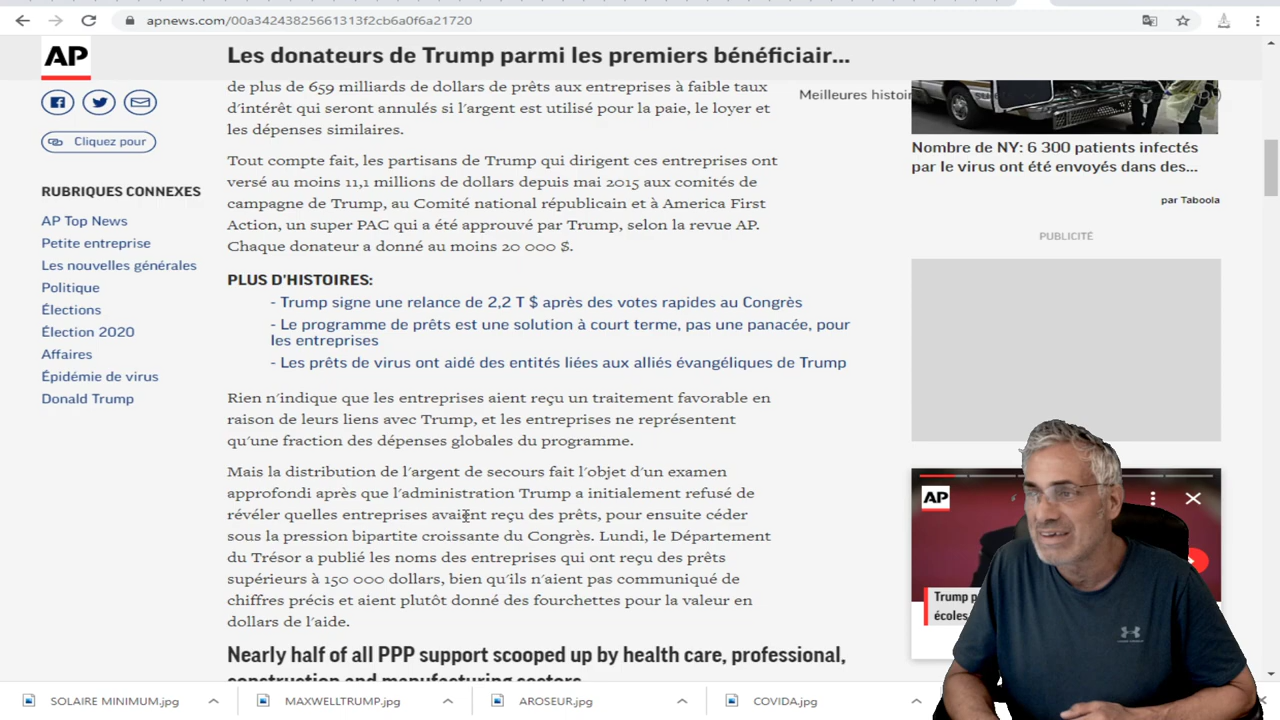 apnews.com/00a34243825661313f2cb6a0f6a21720
AP
Les donateurs de Trump parmi les premiers bénéficiair...
Cliquez pour
RUBRIQUES CONNEXES
AP Top News
Petite entreprise
Les nouvelles générales
Politique
Élections
Élection 2020
Affaires
Épidémie de virus
Donald Trump
de plus de 659 milliards de dollars de prêts aux entreprises à faible taux
d'intérêt qui seront annulés si l'argent est utilisé pour la paie, le loyer et
les dépenses similaires.
Tout compte fait, les partisans de Trump qui dirigent ces entreprises ont
versé au moins 11,1 millions de dollars depuis mai 2015 aux comités de
campagne de Trump, au Comité national républicain et à America First
Action, un super PAC qui a été approuvé par Trump, selon la revue AP.
Chaque donateur a donné au moins 20 000 $.
PLUS D'HISTOIRES:
- Trump signe une relance de 2,2 T $ après des votes rapides au Congrès
- Le programme de prêts est une solution à court terme, pas une panacée, pour
les entreprises
- Les prêts de virus ont aidé des entités liées aux alliés évangéliques de Trump
Rien n'indique que les entreprises aient reçu un traitement favorable en
raison de leurs liens avec Trump, et les entreprises ne représentent
qu'une fraction des dépenses globales du programme.
Mais la distribution de l'argent de secours fait l'objet d'un examen
approfondi après que l'administration Trump a initialement refusé de
révéler quelles entreprises avaient reçu des prêts, pour ensuite céder
sous la pression bipartite croissante du Congrès. Lundi, le Département
du Trésor a publié les noms des entreprises qui ont reçu des prêts
supérieurs à 150 000 dollars, bien qu'ils n'aient pas communiqué de
chiffres précis et aient plutôt donné des fourchettes pour la valeur en
dollars de l'aide.
Nearly half of all PPP support scooped up by health care, professional,
construction and manufacturing sectors
Meilleures
Nombre de NY: 6 300 patients infectés
par le virus ont été envoyés dans des...
par Taboola
PUBLICITÉ
AP
Trump
écoles
SOLAIRE MINIMUM.jpg
MAXWELLTRUMP.jpg
AROSEUR.jpg
COVIDA.jpg